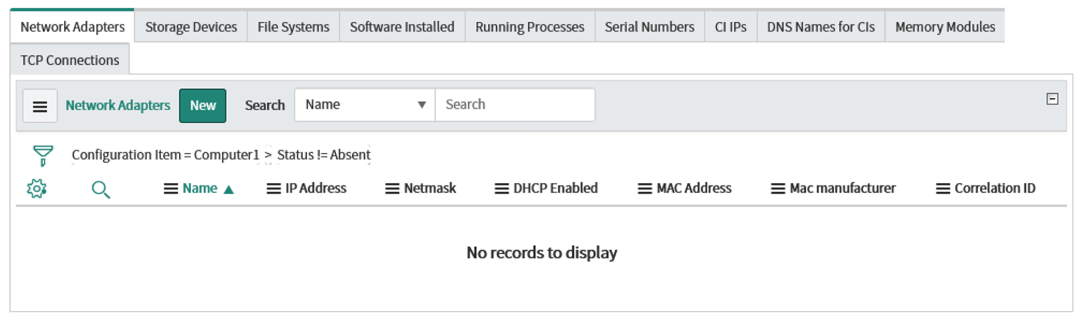 Network Adapters Storage Devices File Systems Software Installed Running Processes Serial Numbers CI IPs DNS Names for CIs Memory Modules
TCP Connections
Network Adapters New Search Name Search
Configuration Item = Computer1 > Status != Absent
Name IP Address Netmask DHCP Enabled MAC Address Mac manufacturer Correlation ID
No records to display